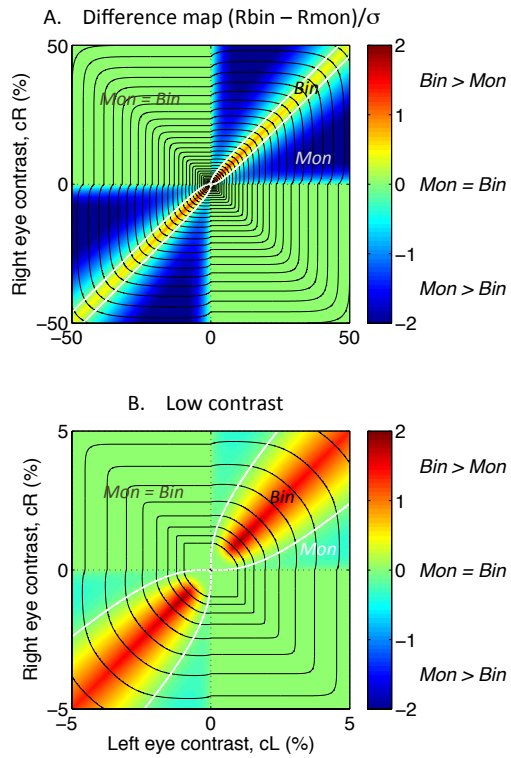 A. Difference map (Rbin – Rmon)/σ
50
0
−50
−50
0
50
Right eye contrast, cR (%)
Mon = Bin
Bin
Mon
2
1
0
−1
−2
Bin > Mon
Mon = Bin
Mon > Bin
B. Low contrast
5
0
−5
−5
0
5
Right eye contrast, cR (%)
Left eye contrast, cL (%)
Mon = Bin
Bin
Mon
2
1
0
−1
−2
Bin > Mon
Mon = Bin
Mon > Bin